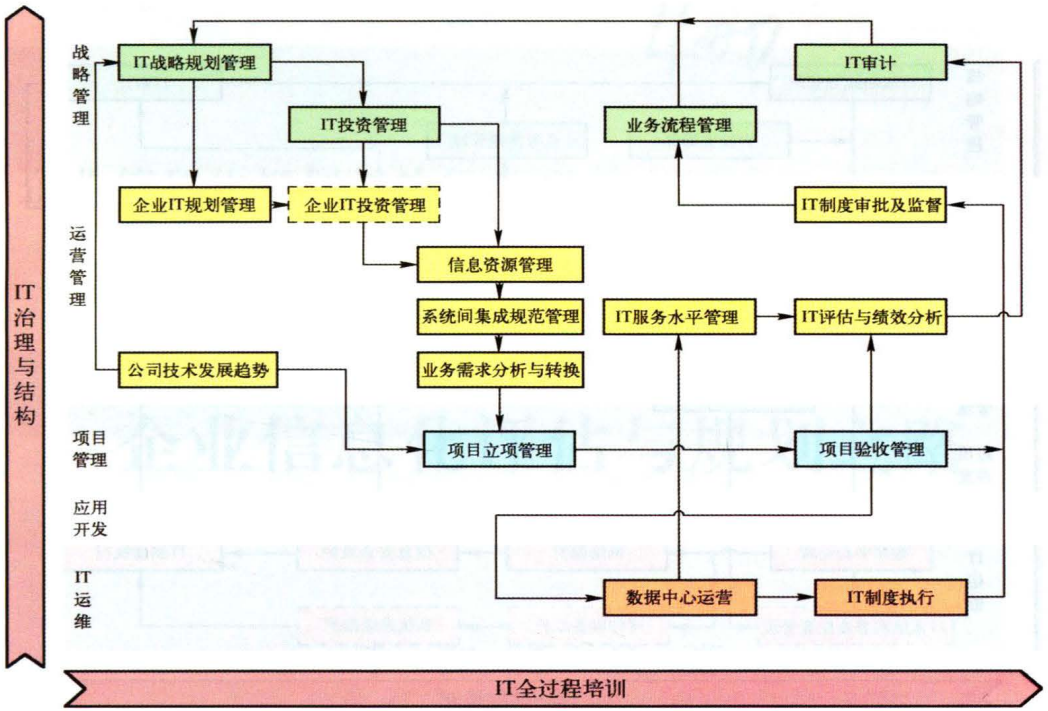 IT治理与结构
战略管理
IT战略规划管理
IT审计
IT投资管理
业务流程管理
运营管理
企业IT规划管理
企业IT投资管理
IT制度审批及监督
信息资源管理
系统间集成规范管理
IT服务水平管理
IT评估与绩效分析
公司技术发展趋势
业务需求分析与转换
项目
管理
项目立项管理
项目验收管理
应用
开发
IT
运
维
数据中心运营
IT制度执行
IT全过程培训